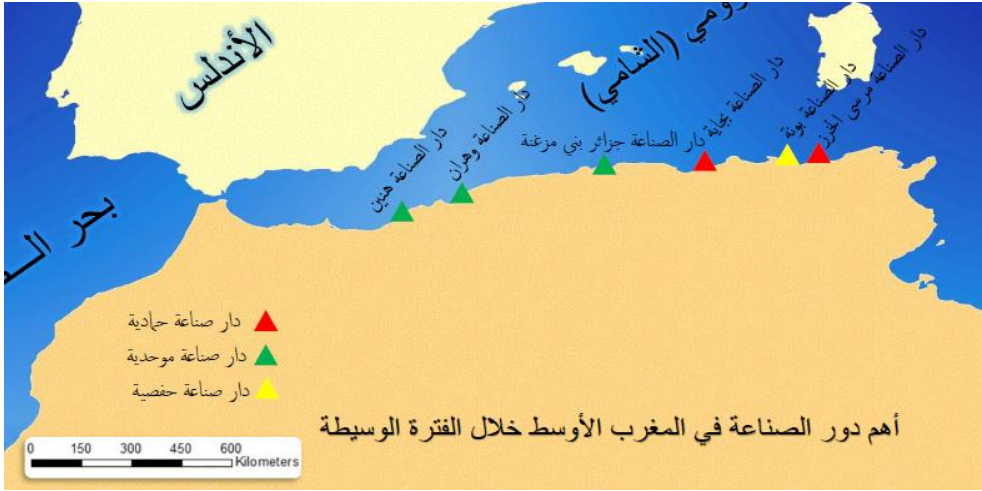 الأندلس
رومي (الشامي)
بحر
دار الصناعة هنين
دار الصناعة وهران
دار الصناعة جزائر بني مزغنة
دار الصناعة بجاية
دار الصناعة بونة
دار الصناعة مرسى الخرز
دار صناعة حمادية
دار صناعة موحدية
دار صناعة حفصية
أهم دور الصناعة في المغرب الأوسط خلال الفترة الوسيطة
0 150 300 450 600
Kilometers